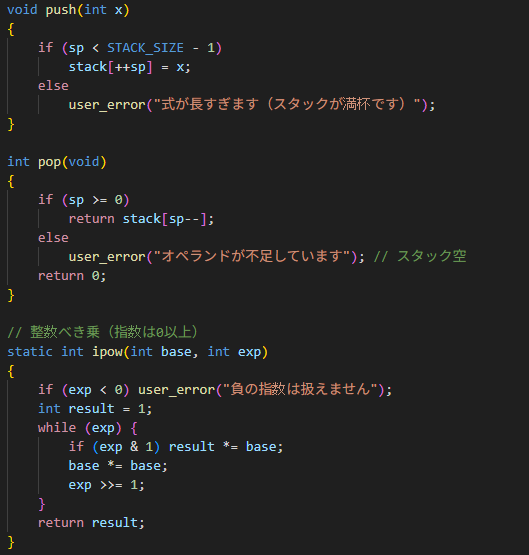 void push(int x)
{
    if (sp < STACK_SIZE - 1)
        stack[++sp] = x;
    else
        user_error("式が長すぎます（スタックが満杯です）");
}

int pop(void)
{
    if (sp >= 0)
        return stack[sp--];
    else
        user_error("オペランドが不足しています"); // スタック空
    return 0;
}

// 整数べき乗（指数は0以上）
static int ipow(int base, int exp)
{
    if (exp < 0) user_error("負の指数は扱えません");
    int result = 1;
    while (exp) {
        if (exp & 1) result *= base;
        base *= base;
        exp >>= 1;
    }
    return result;
}